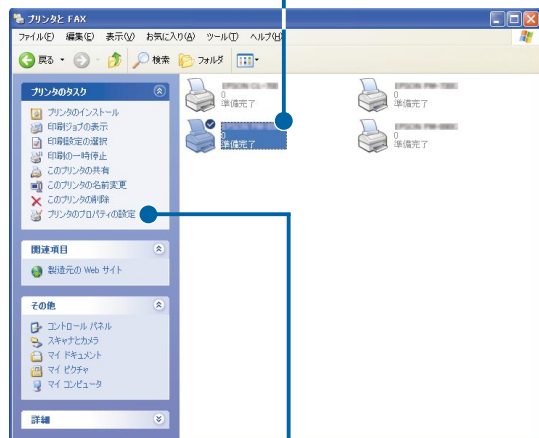 プリンタと FAX
ファイル(F) 編集(E) 表示(V) お気に入り(A) ツール(T) ヘルプ(H)
戻る 検索 フォルダ
プリンタのタスク
プリンタのインストール
印刷ジョブの表示
印刷設定の選択
印刷の一時停止
このプリンタの共有
このプリンタの名前変更
このプリンタの削除
プリンタのプロパティの設定
関連項目
製造元の Web サイト
その他
コントロール パネル
スキャナとカメラ
マイ ドキュメント
マイ ピクチャ
マイ コンピュータ
詳細
0
準備完了
0
準備完了
0
準備完了
0
準備完了